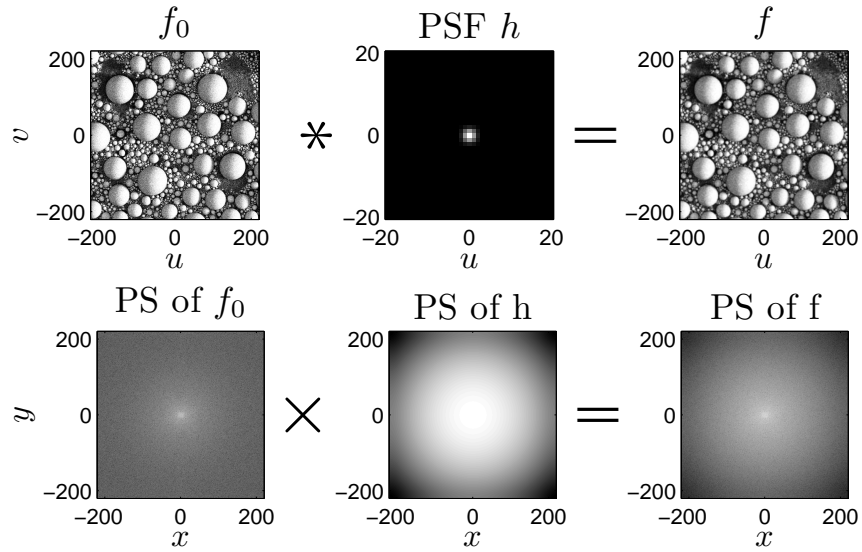 f₀ PSF h f
200 20 200
v 0 * 0 = 0
−200 −20 −200
−200 0 200 −20 0 20 −200 0 200
u u u
PS of f₀ PS of h PS of f
200 200 200
y 0 × 0 = 0
−200 −200 −200
−200 0 200 −200 0 200 −200 0 200
x x x